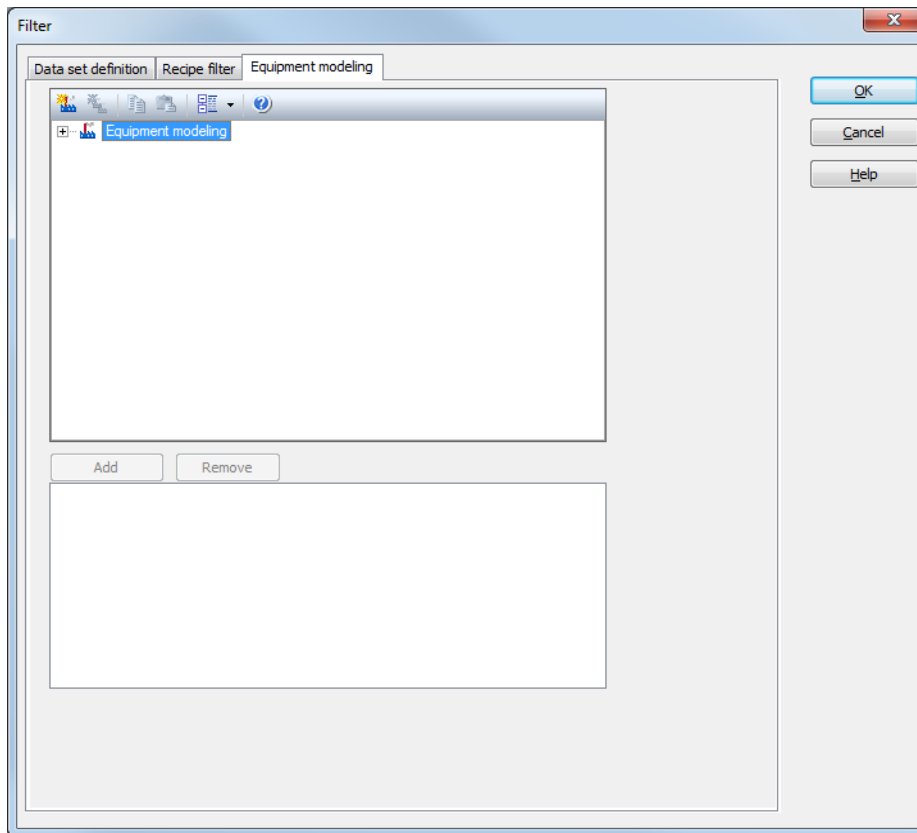 Filter
Data set definition Recipe filter Equipment modeling
Equipment modeling
Add Remove
OK
Cancel
Help